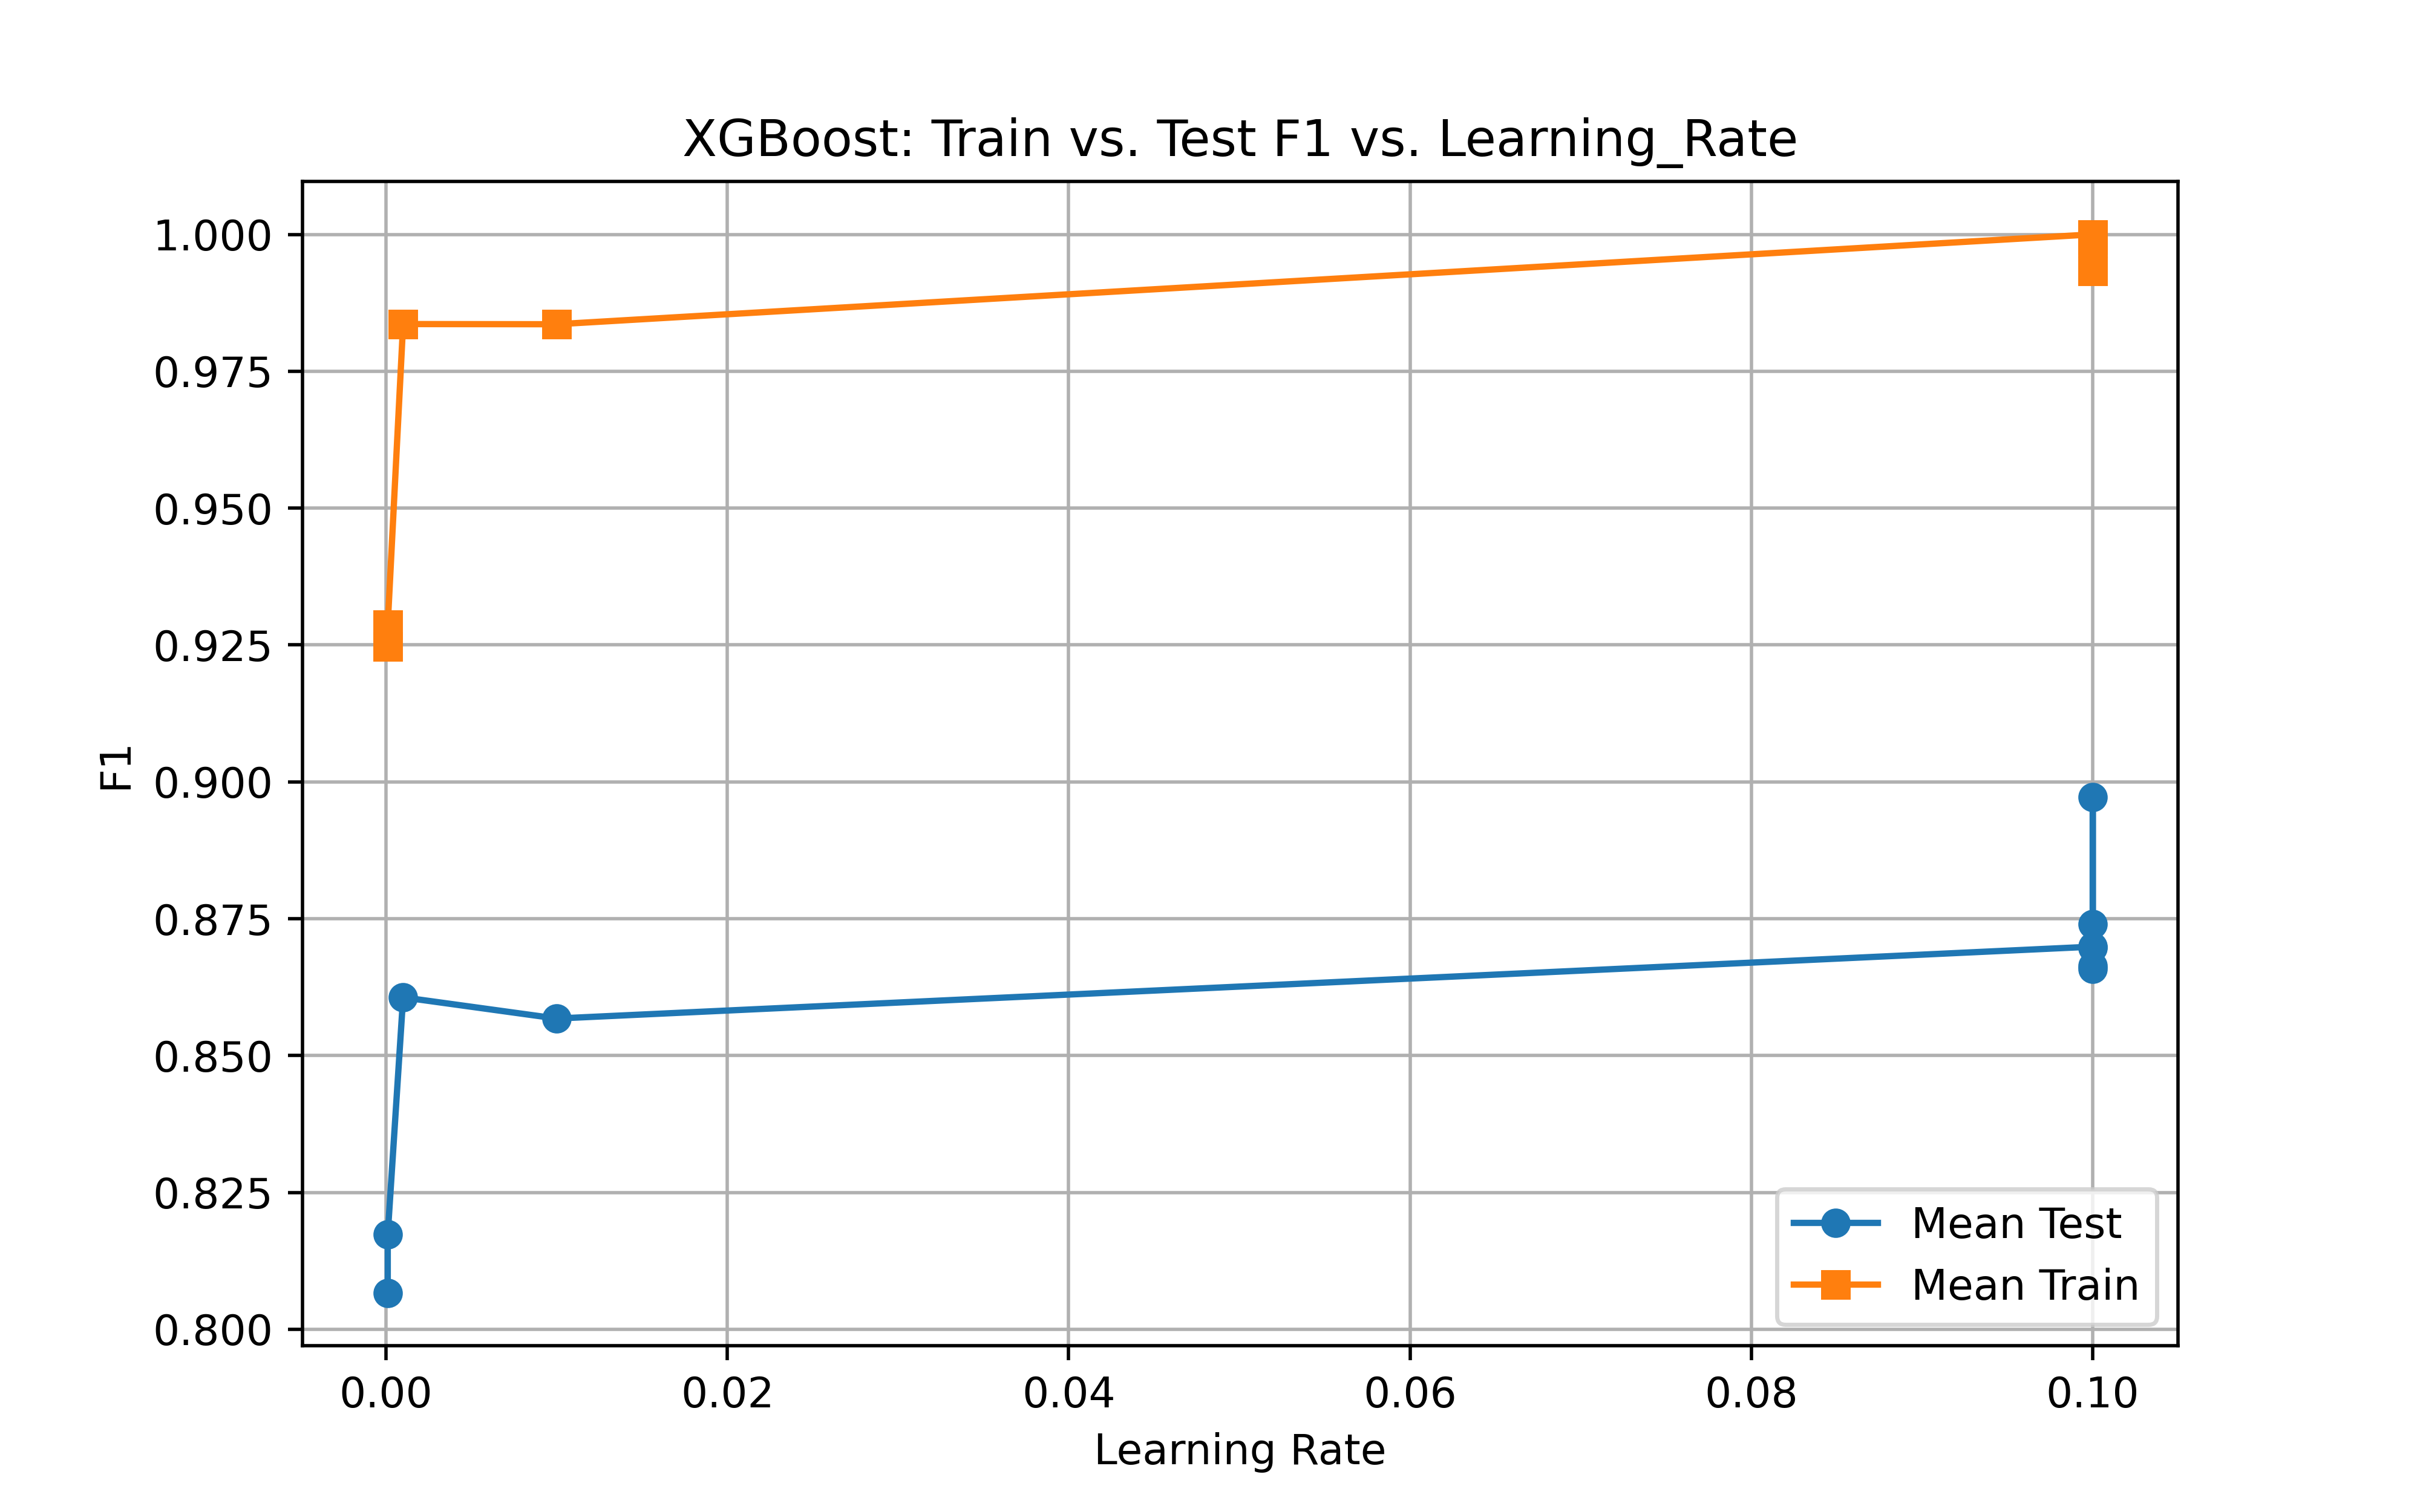 XGBoost: Train vs. Test F1 vs. Learning_Rate
1.000
0.975
0.950
0.925
0.900
0.875
0.850
0.825
0.800
F1
Mean Test
Mean Train
0.00 0.02 0.04 0.06 0.08 0.10
Learning Rate